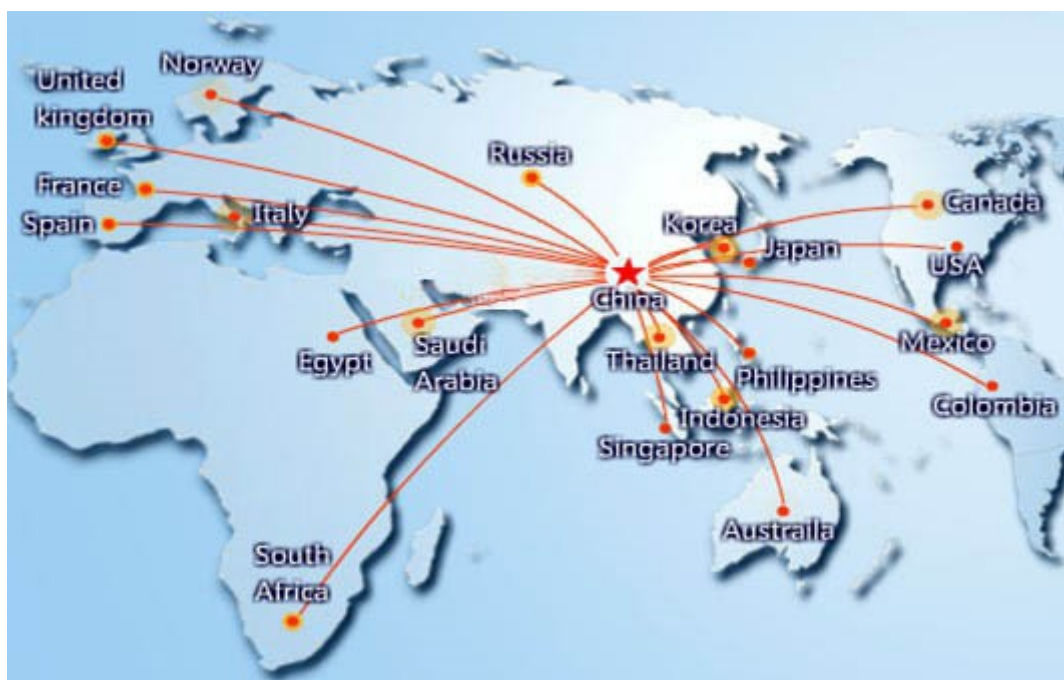 Norway
United
kingdom
Russia
France
Spain
Italy
Canada
Korea
Japan
USA
China
Egypt
Saudi
Arabia
Thailand
Mexico
Philippines
Colombia
Indonesia
Singapore
Austraila
South
Africa